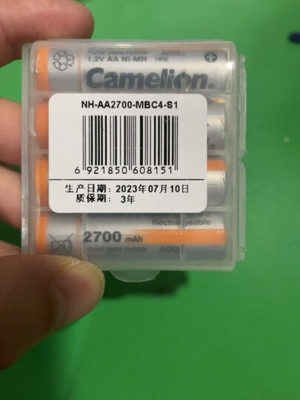 1.2V AA Ni-MH
Camelion.
NH-AA2700-MBC4-S1
6 921850 608151
生产日期: 2023年07月10日
质保期: 3年
Rechargeable
2700 mAh